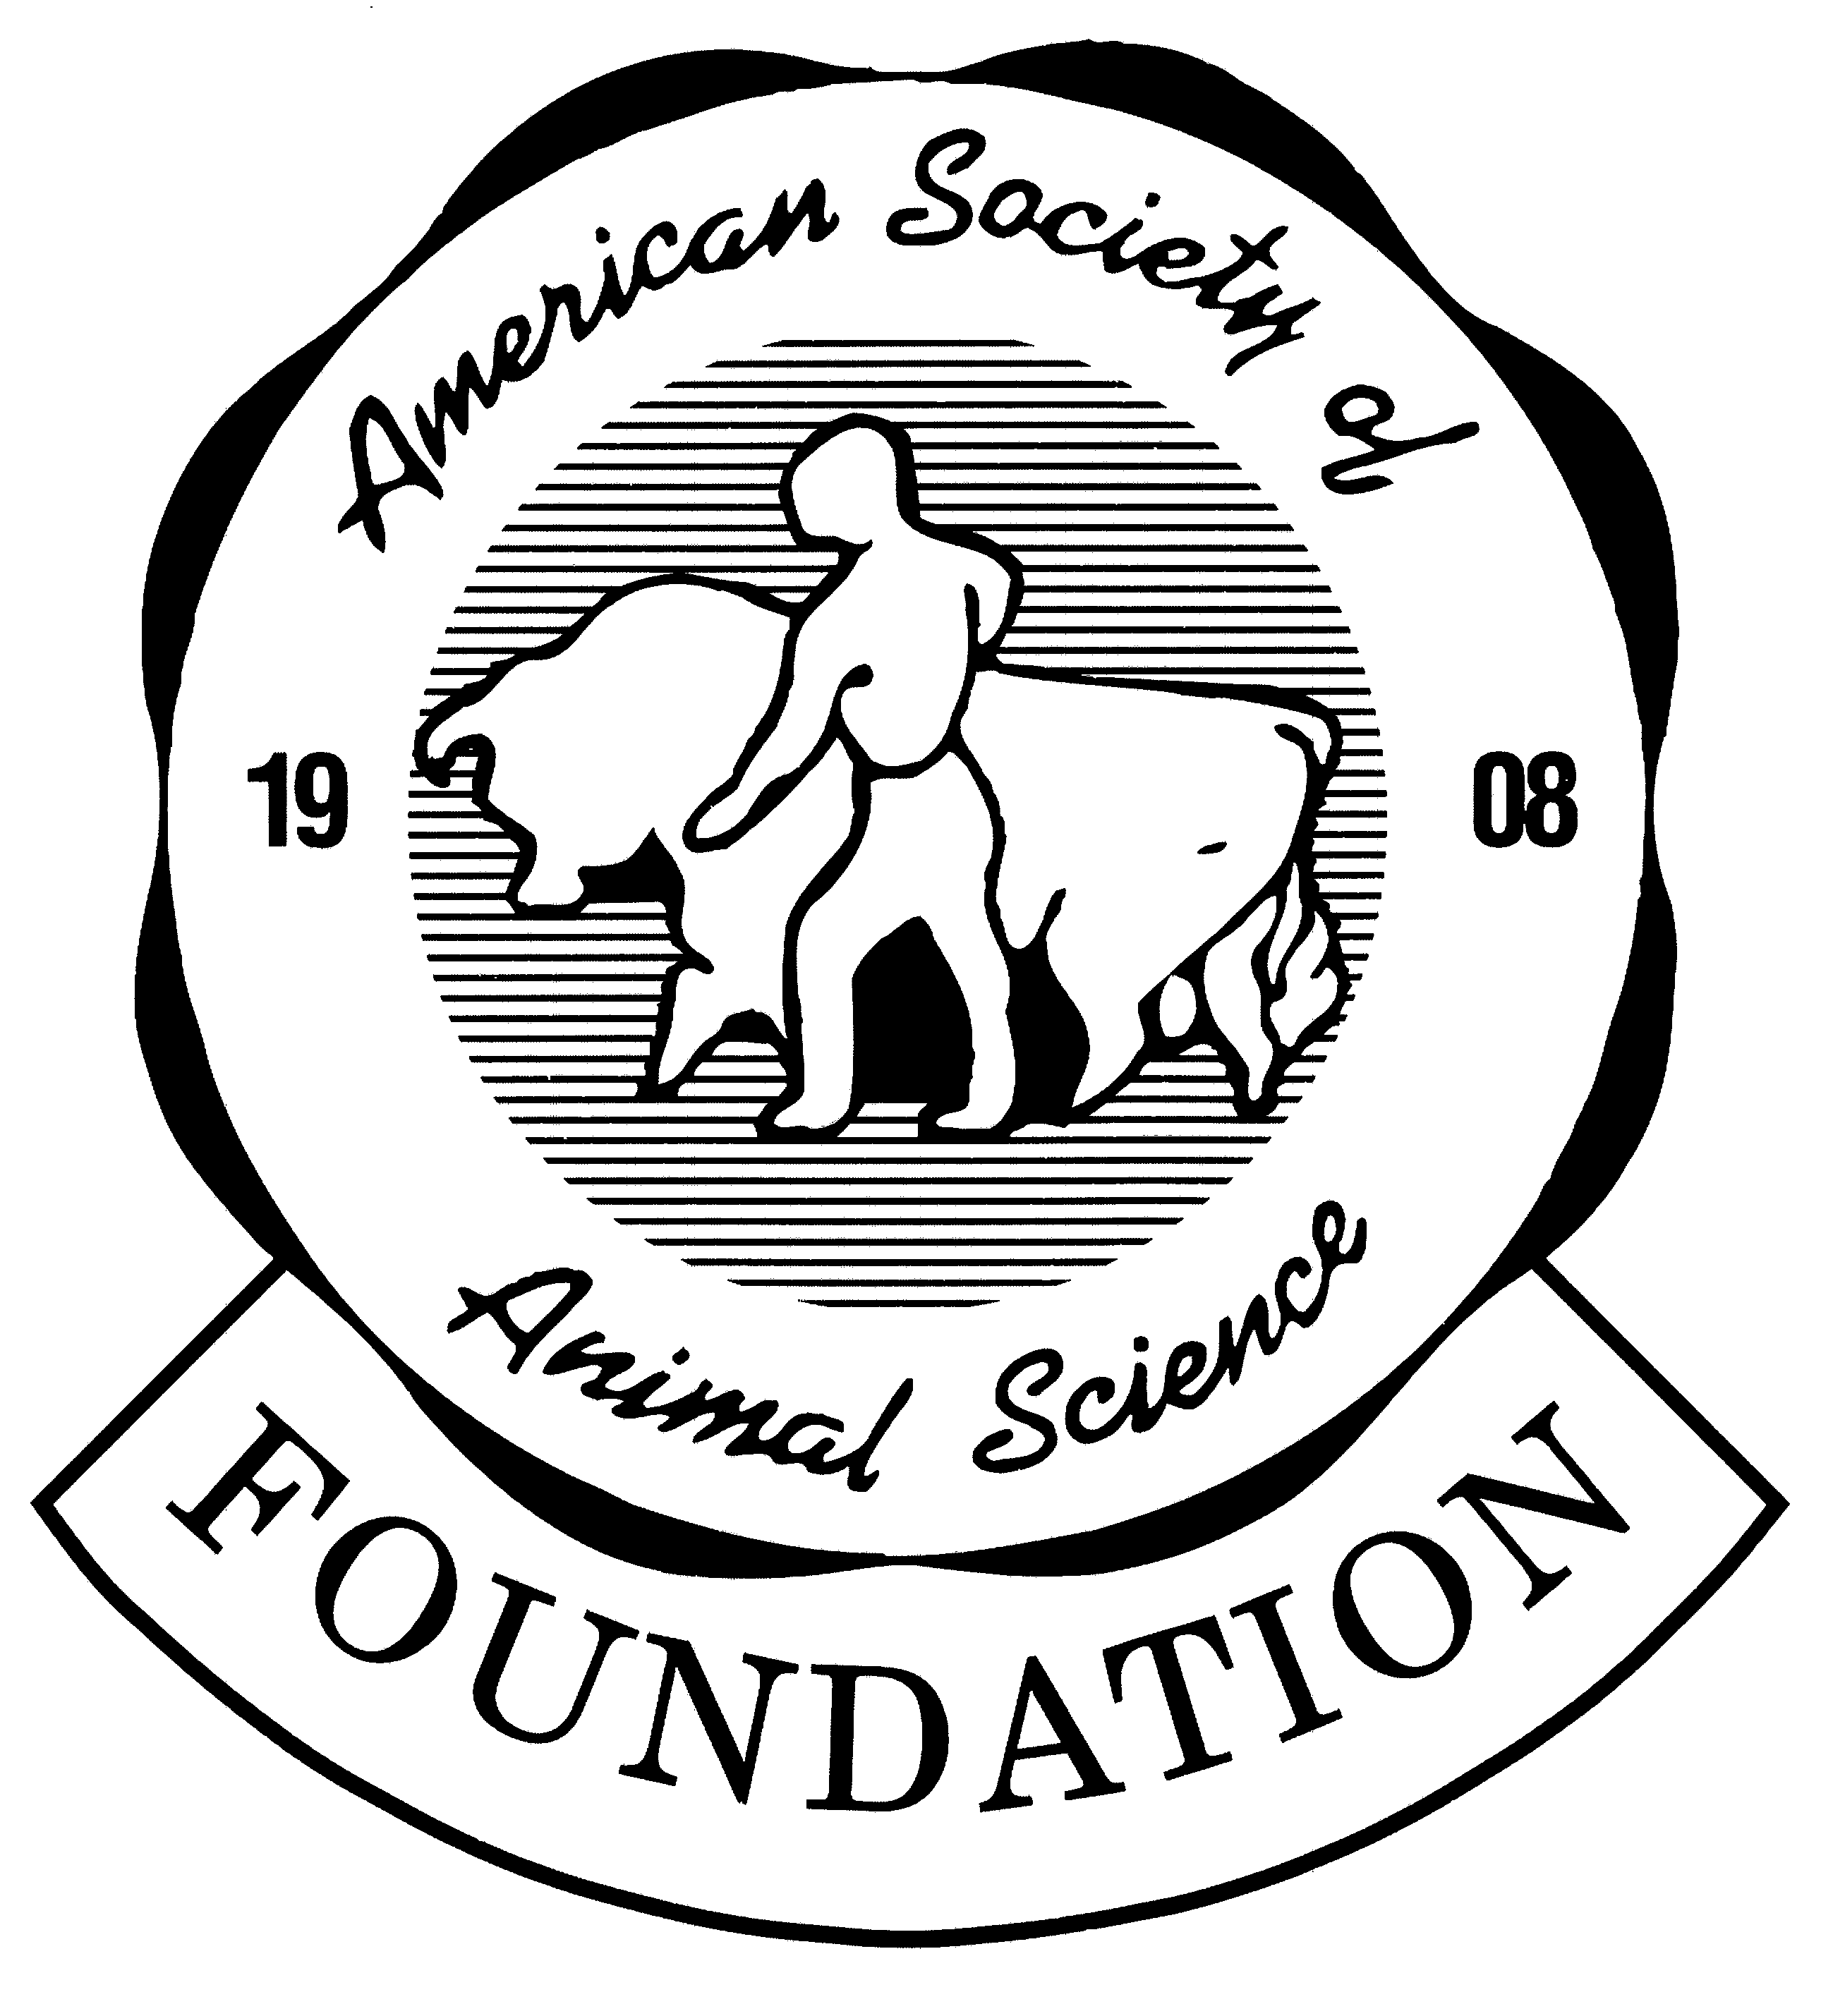 American Society of
19 08
Animal Science
FOUNDATION